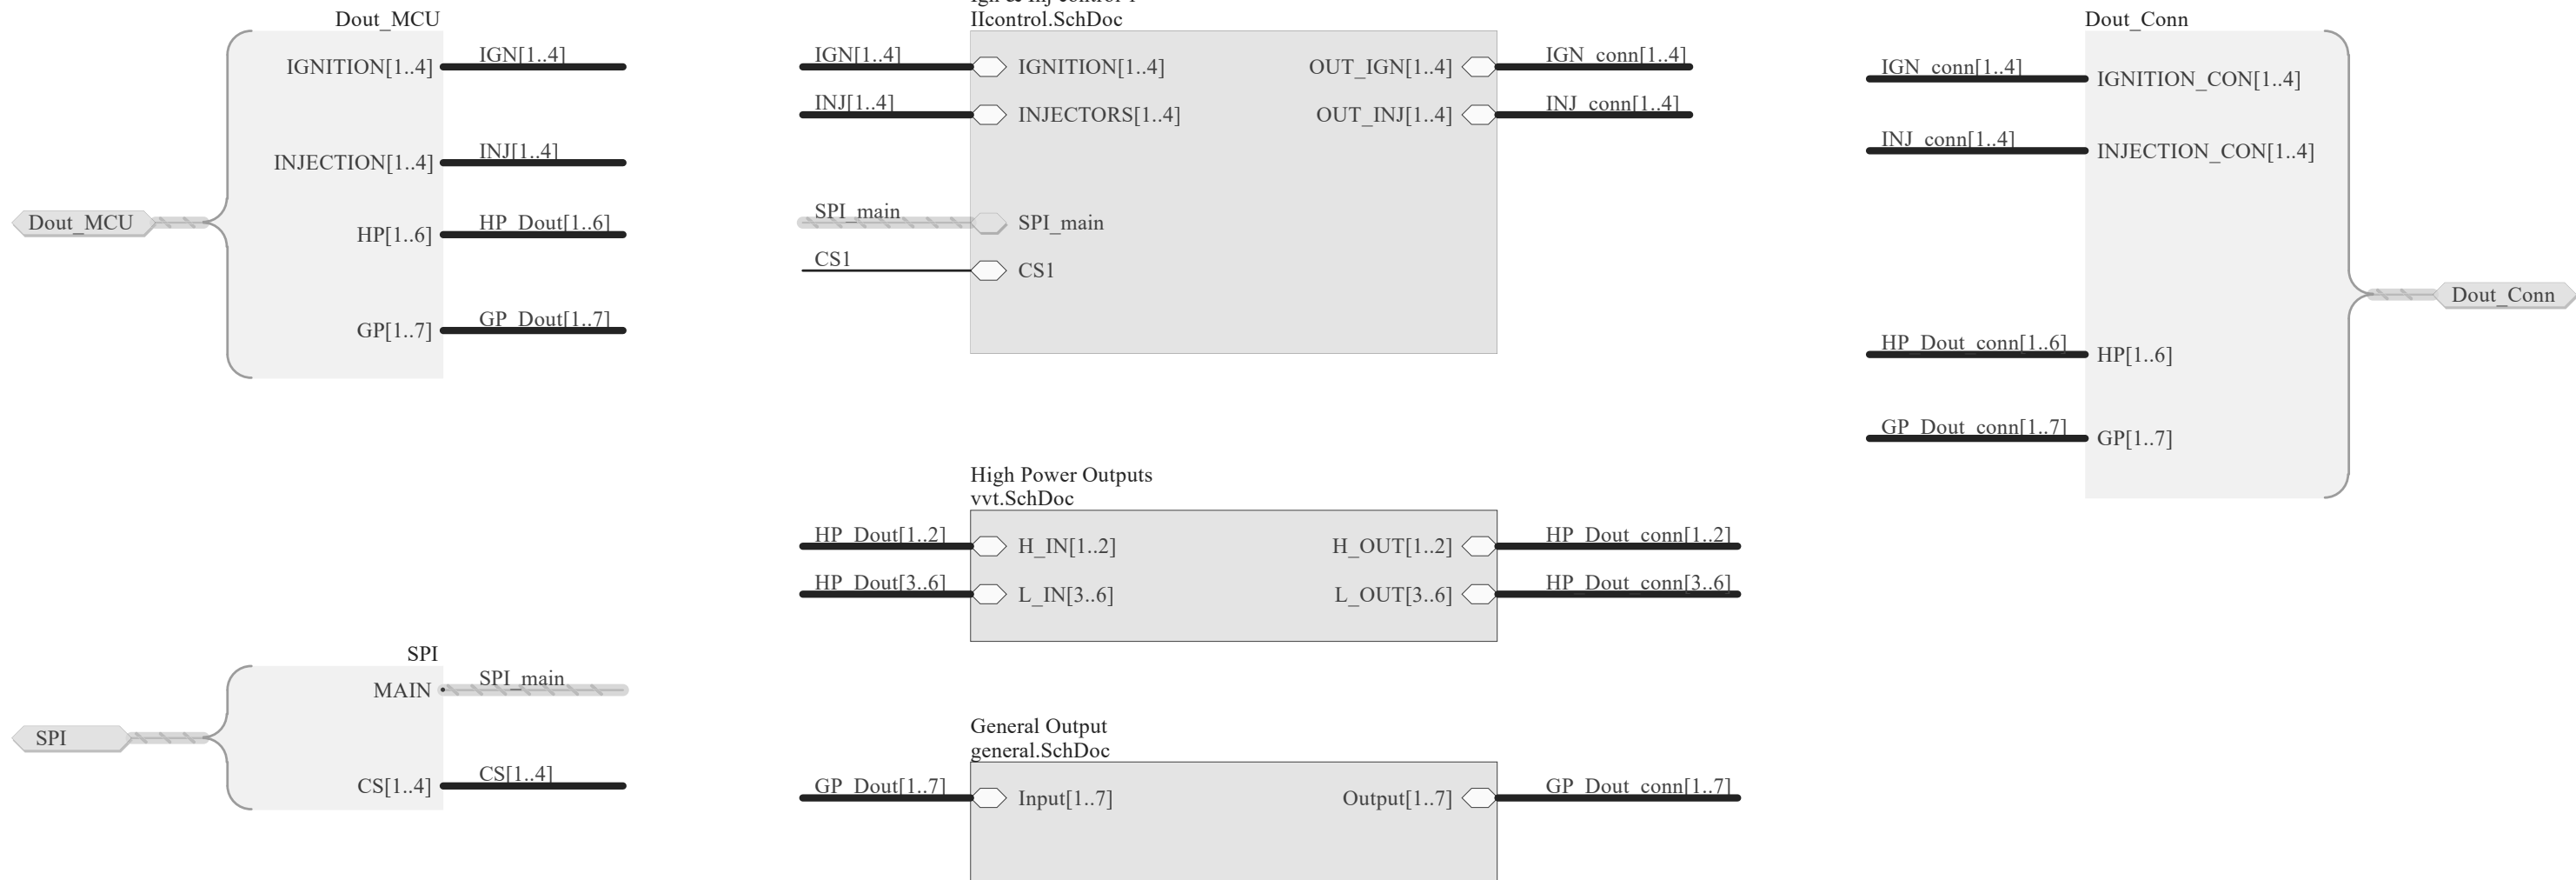 Dout_MCU
IGNITION[1..4]
IGN[1..4]
INJECTION[1..4]
INJ[1..4]
Dout_MCU
HP[1..6]
HP_Dout[1..6]
GP[1..7]
GP_Dout[1..7]
SPI
MAIN
SPI_main
SPI
CS[1..4]
CS[1..4]
IIcontrol.SchDoc
IGN[1..4]
IGNITION[1..4]
OUT_IGN[1..4]
IGN_conn[1..4]
INJ[1..4]
INJECTORS[1..4]
OUT_INJ[1..4]
INJ_conn[1..4]
SPI_main
SPI_main
CS1
CS1
High Power Outputs
vvt.SchDoc
HP_Dout[1..2]
H_IN[1..2]
H_OUT[1..2]
HP_Dout_conn[1..2]
HP_Dout[3..6]
L_IN[3..6]
L_OUT[3..6]
HP_Dout_conn[3..6]
General Output
general.SchDoc
GP_Dout[1..7]
Input[1..7]
Output[1..7]
GP_Dout_conn[1..7]
Dout_Conn
IGN_conn[1..4]
IGNITION_CON[1..4]
INJ_conn[1..4]
INJECTION_CON[1..4]
Dout_Conn
HP_Dout_conn[1..6]
HP[1..6]
GP_Dout_conn[1..7]
GP[1..7]